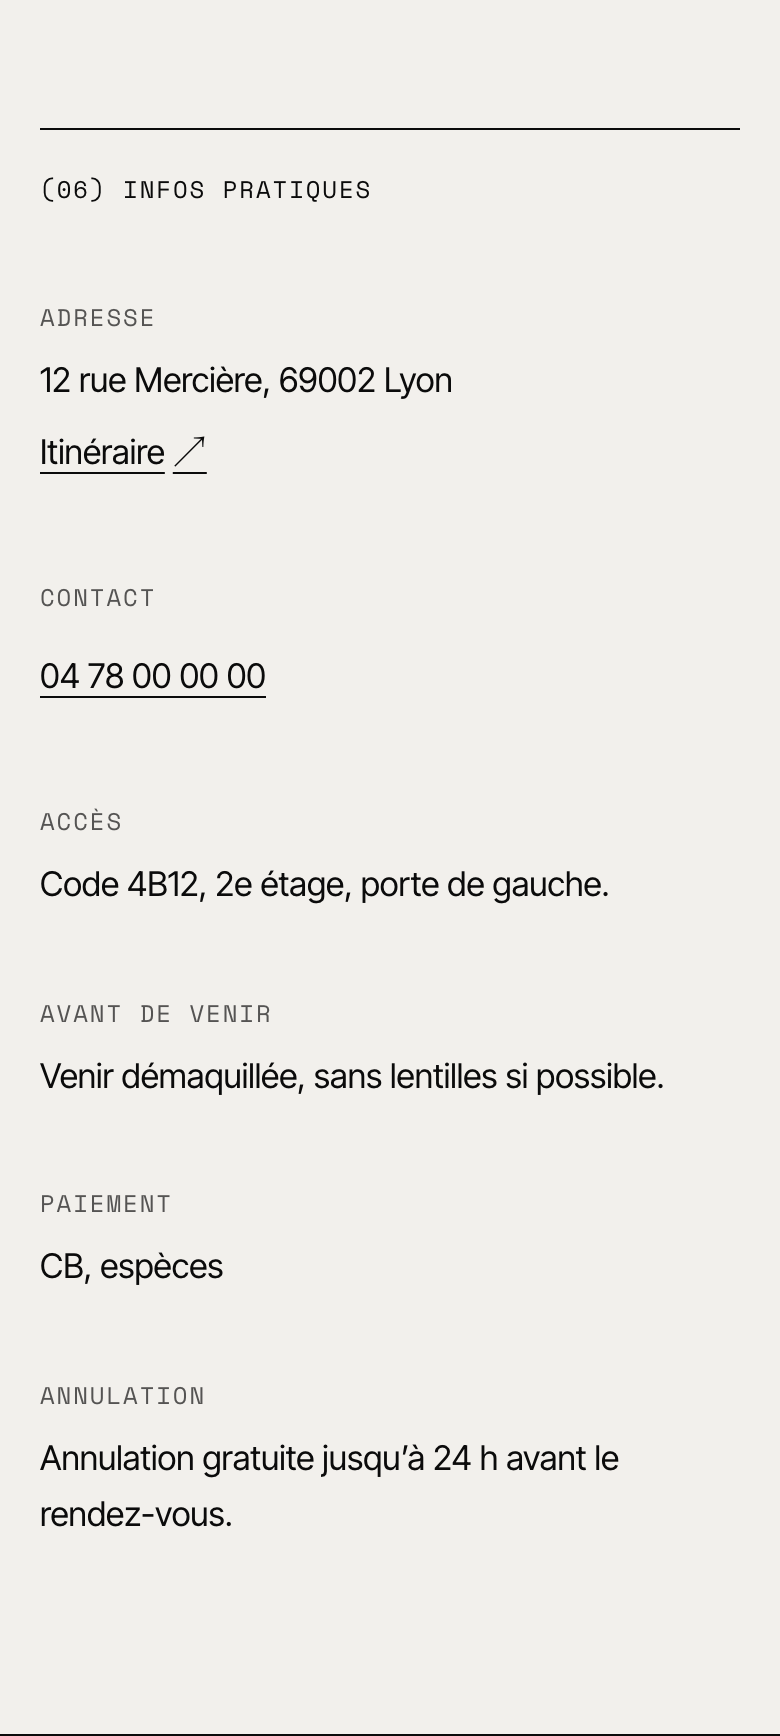 (06) INFOS PRATIQUES
ADRESSE
12 rue Mercière, 69002 Lyon
Itinéraire ↗
CONTACT
04 78 00 00 00
ACCÈS
Code 4B12, 2e étage, porte de gauche.
AVANT DE VENIR
Venir démaquillée, sans lentilles si possible.
PAIEMENT
CB, espèces
ANNULATION
Annulation gratuite jusqu’à 24 h avant le
rendez-vous.